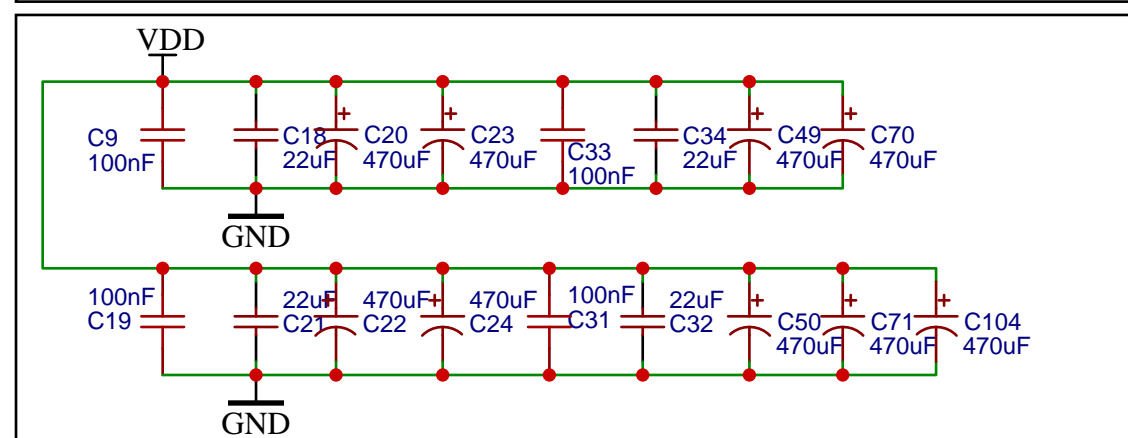 VDD
C9
100nF
C18
22uF
C20
470uF
C23
470uF
C33
100nF
C34
22uF
C49
470uF
C70
470uF
GND
100nF
C19
22uF
C21
470uF
C22
470uF
C24
100nF
C31
22uF
C32
C50
470uF
C71
470uF
C104
470uF
GND